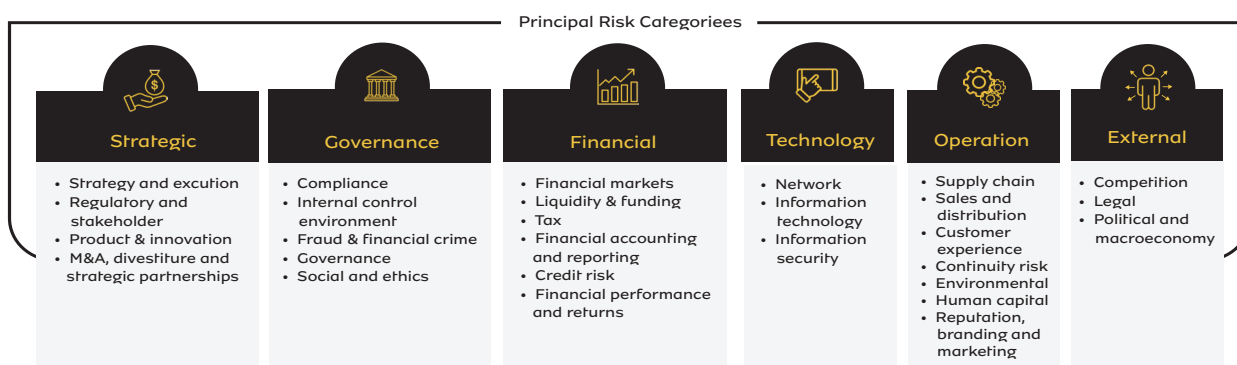 Principal Risk Categoriees
Strategic
• Strategy and excution
• Regulatory and
stakeholder
• Product & innovation
• M&A, divestiture and
strategic partnerships
Governance
• Compliance
• Internal control
environment
• Fraud & financial crime
• Governance
• Social and ethics
Financial
• Financial markets
• Liquidity & funding
• Tax
• Financial accounting
and reporting
• Credit risk
• Financial performance
and returns
Technology
• Network
• Information
technology
• Information
security
Operation
• Supply chain
• Sales and
distribution
• Customer
experience
• Continuity risk
• Environmental
• Human capital
• Reputation,
branding and
marketing
External
• Competition
• Legal
• Political and
macroeconomy